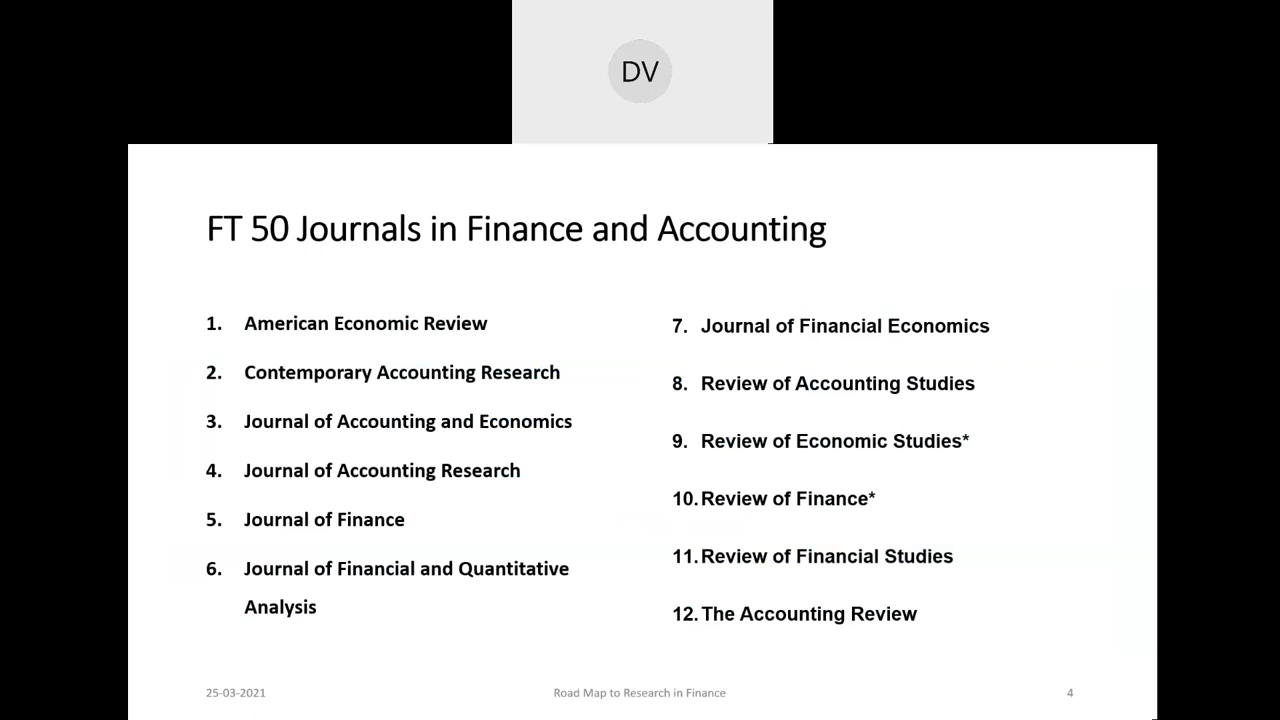 DV
FT 50 Journals in Finance and Accounting
1. American Economic Review
2. Contemporary Accounting Research
3. Journal of Accounting and Economics
4. Journal of Accounting Research
5. Journal of Finance
6. Journal of Financial and Quantitative
Analysis
7. Journal of Financial Economics
8. Review of Accounting Studies
9. Review of Economic Studies*
10. Review of Finance*
11. Review of Financial Studies
12. The Accounting Review
25-03-2021
Road Map to Research in Finance
4